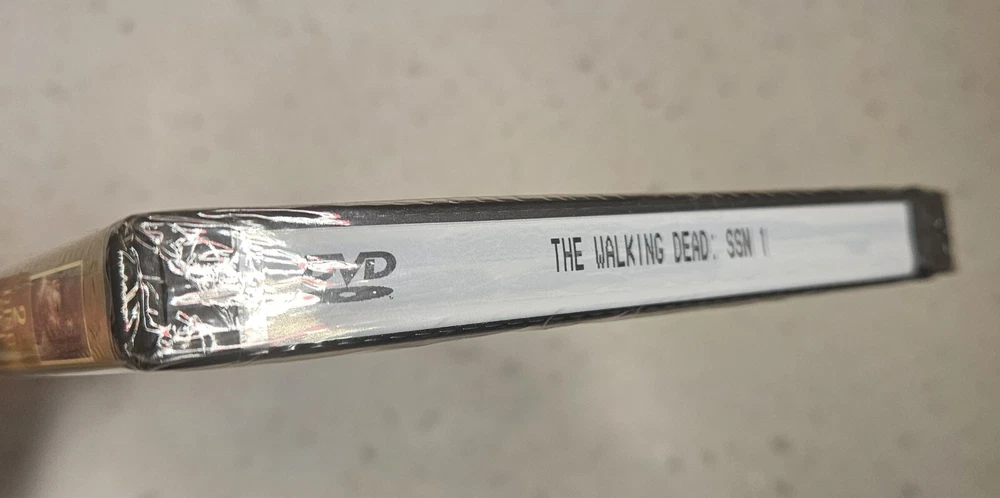 DVD
THE WALKING DEAD: SSN 1